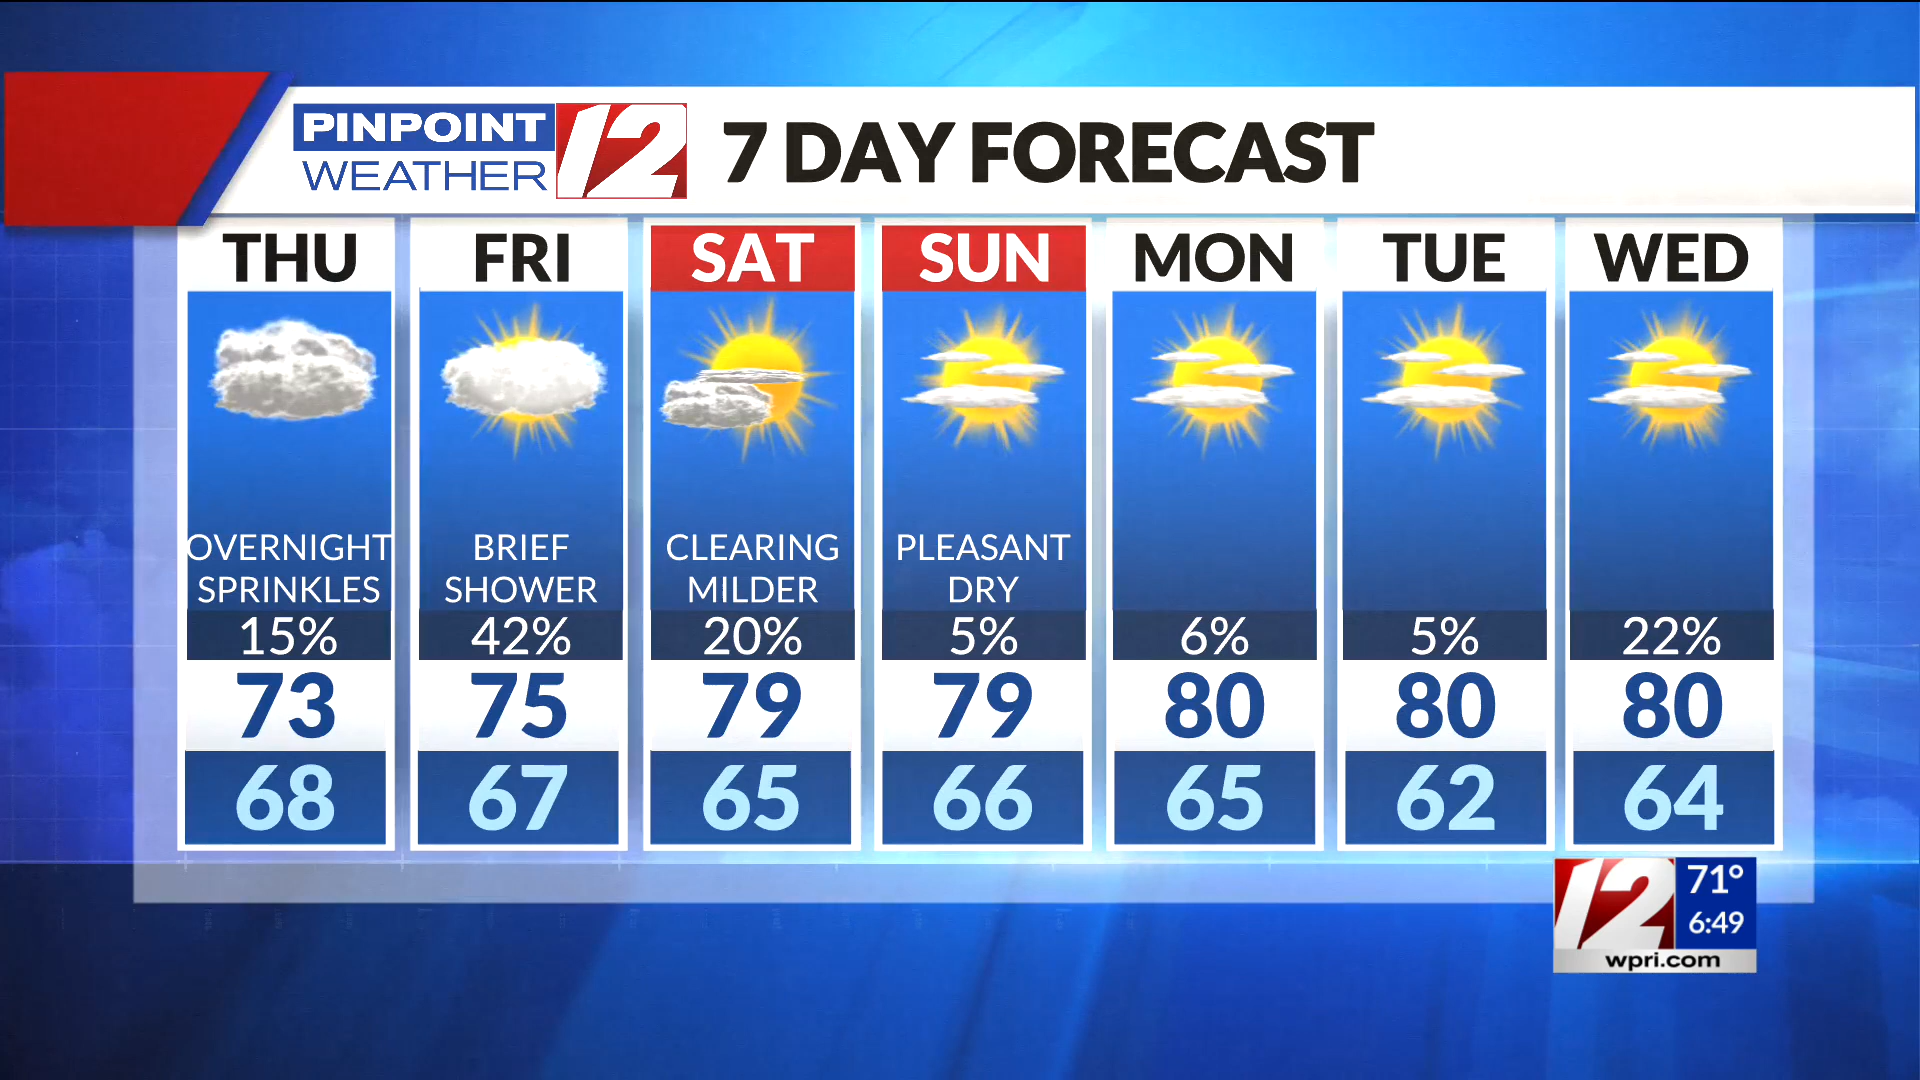 PINPOINT
WEATHER
12
7 DAY FORECAST
THU
FRI
SAT
SUN
MON
TUE
WED
OVERNIGHT
SPRINKLES
BRIEF
SHOWER
CLEARING
MILDER
PLEASANT
DRY
15%
42%
20%
5%
6%
5%
22%
73
75
79
79
80
80
80
68
67
65
66
65
62
64
12
71°
6:49
wpri.com